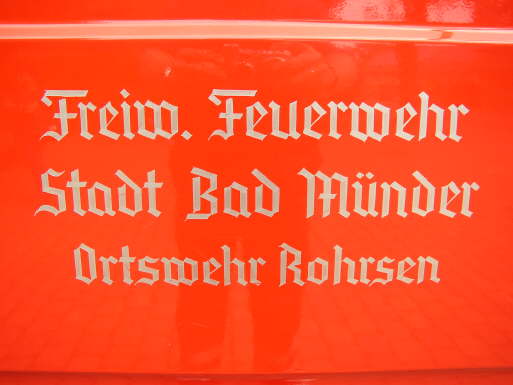 Freiw. Feuerwehr
Stadt Bad Münder
Ortswehr Rohrsen